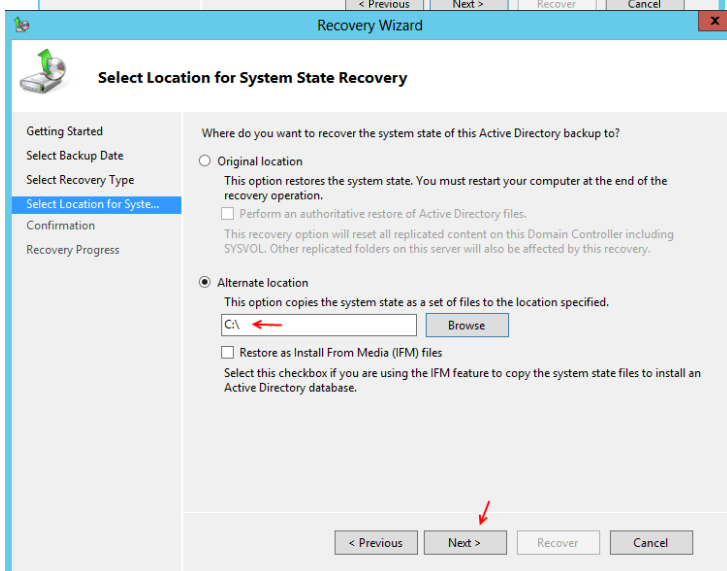 < Previous Next > Recover Cancel
Recovery Wizard
x
Select Location for System State Recovery
Getting Started
Select Backup Date
Select Recovery Type
Select Location for Syste...
Confirmation
Recovery Progress
Where do you want to recover the system state of this Active Directory backup to?
Original location
This option restores the system state. You must restart your computer at the end of the
recovery operation.
Perform an authoritative restore of Active Directory files.
This recovery option will reset all replicated content on this Domain Controller including
SYSVOL. Other replicated folders on this server will also be affected by this recovery.
Alternate location
This option copies the system state as a set of files to the location specified.
C:\ Browse
Restore as Install From Media (IFM) files
Select this checkbox if you are using the IFM feature to copy the system state files to install an
Active Directory database.
< Previous Next > Recover Cancel